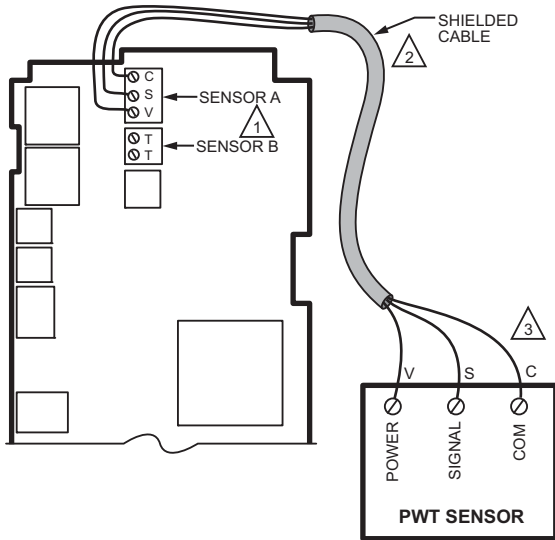 SHIELDED
CABLE
2
C
S
V
SENSOR A
1
T
T
SENSOR B
3
V
S
C
POWER
SIGNAL
COM
PWT SENSOR